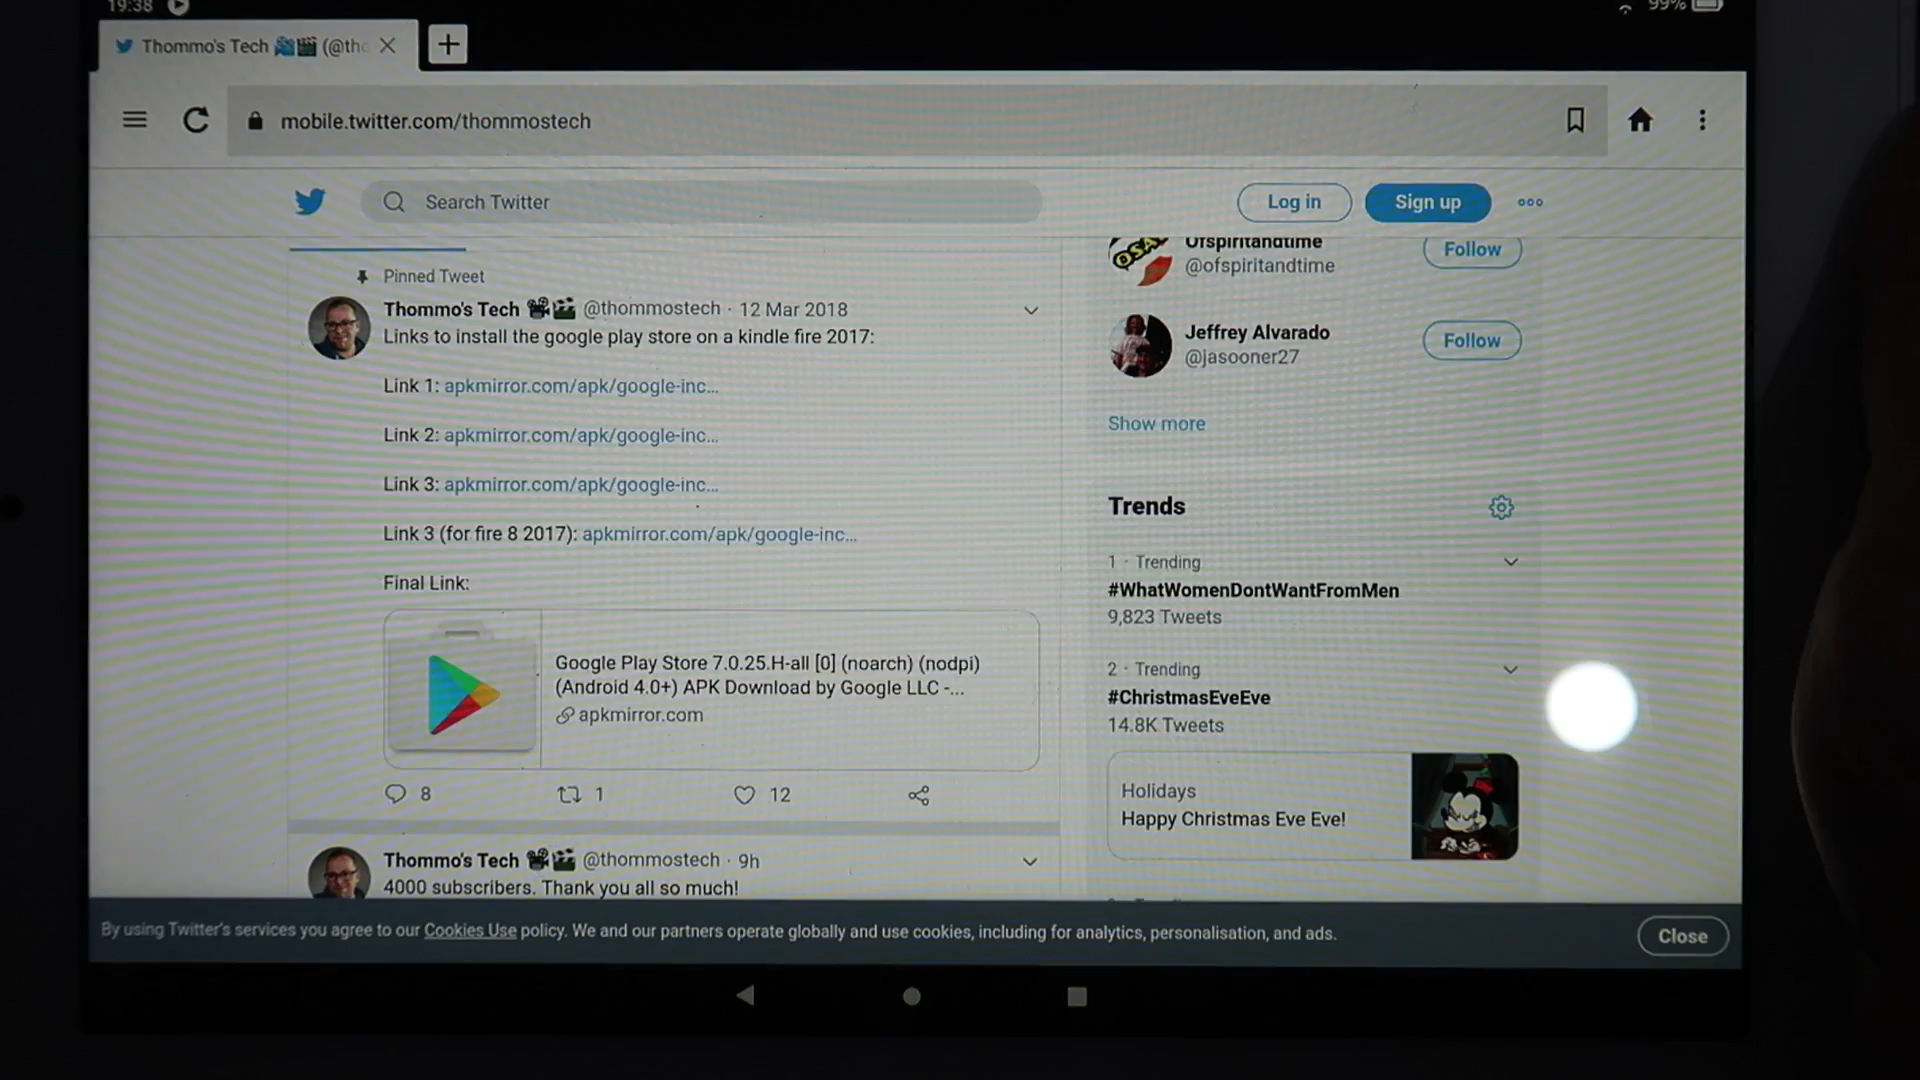 19:38
99%
Thommo's Tech 🎥🎬 (@tho
mobile.twitter.com/thommostech
Search Twitter
Log in
Sign up
Pinned Tweet
Thommo's Tech 🎥🎬 @thommostech · 12 Mar 2018
Links to install the google play store on a kindle fire 2017:
Link 1: apkmirror.com/apk/google-inc...
Link 2: apkmirror.com/apk/google-inc...
Link 3: apkmirror.com/apk/google-inc...
Link 3 (for fire 8 2017): apkmirror.com/apk/google-inc...
Final Link:
Google Play Store 7.0.25.H-all [0] (noarch) (nodpi)
(Android 4.0+) APK Download by Google LLC -...
apkmirror.com
8
1
12
Thommo's Tech 🎥🎬 @thommostech · 9h
4000 subscribers. Thank you all so much!
OSA
Ofspiritandtime
@ofspiritandtime
Follow
Jeffrey Alvarado
@jasooner27
Follow
Show more
Trends
1 · Trending
#WhatWomenDontWantFromMen
9,823 Tweets
2 · Trending
#ChristmasEveEve
14.8K Tweets
Holidays
Happy Christmas Eve Eve!
By using Twitter's services you agree to our Cookies Use policy. We and our partners operate globally and use cookies, including for analytics, personalisation, and ads.
Close